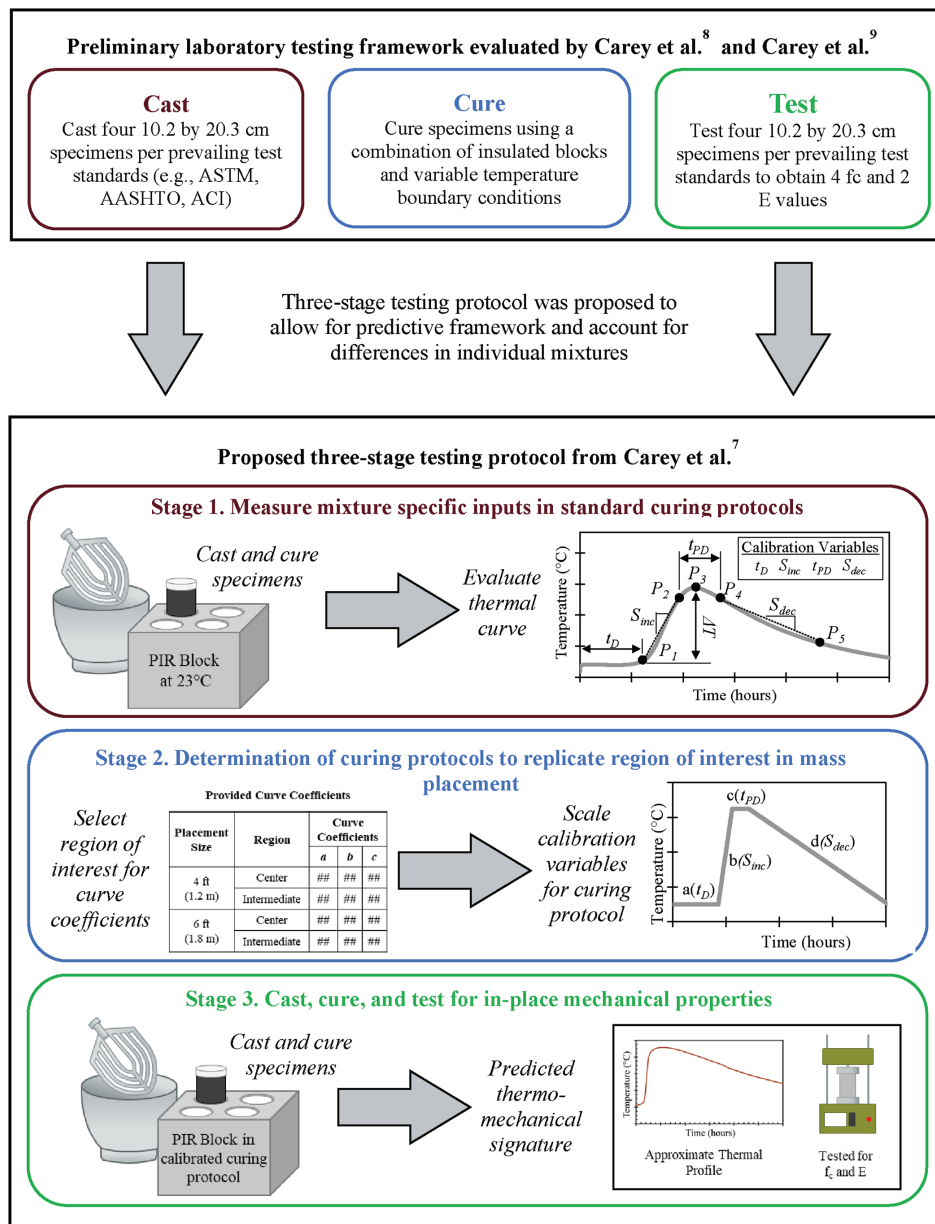 Preliminary laboratory testing framework evaluated by Carey et al.8 and Carey et al.9
Cast
Cast four 10.2 by 20.3 cm
specimens per prevailing test
standards (e.g., ASTM,
AASHTO, ACI)
Cure
Cure specimens using a
combination of insulated blocks
and variable temperature
boundary conditions
Test
Test four 10.2 by 20.3 cm
specimens per prevailing test
standards to obtain 4 fc and 2
E values
Three-stage testing protocol was proposed to
allow for predictive framework and account for
differences in individual mixtures
Proposed three-stage testing protocol from Carey et al.7
Stage 1. Measure mixture specific inputs in standard curing protocols
Cast and cure
specimens
PIR Block
at 23°C
Evaluate
thermal
curve
Temperature (°C)
tD
Sinc
tPD
P1
P2
P3
P4
P5
ΔT
Sdec
Calibration Variables
tD Sinc tPD Sdec
Time (hours)
Stage 2. Determination of curing protocols to replicate region of interest in mass
placement
Select
region of
interest for
curve
coefficients
Provided Curve Coefficients
Placement Size Region Curve Coefficients
a b c
4 ft (1.2 m) Center ## ## ##
Intermediate ## ## ##
6 ft (1.8 m) Center ## ## ##
Intermediate ## ## ##
Scale
calibration
variables
for curing
protocol
Temperature (°C)
a(tD)
b(Sinc)
c(tPD)
d(Sdec)
Time (hours)
Stage 3. Cast, cure, and test for in-place mechanical properties
Cast and cure
specimens
PIR Block in
calibrated curing
protocol
Predicted
thermo-
mechanical
signature
Temperature (°C)
Time (hours)
Approximate Thermal
Profile
Tested for
fc and E